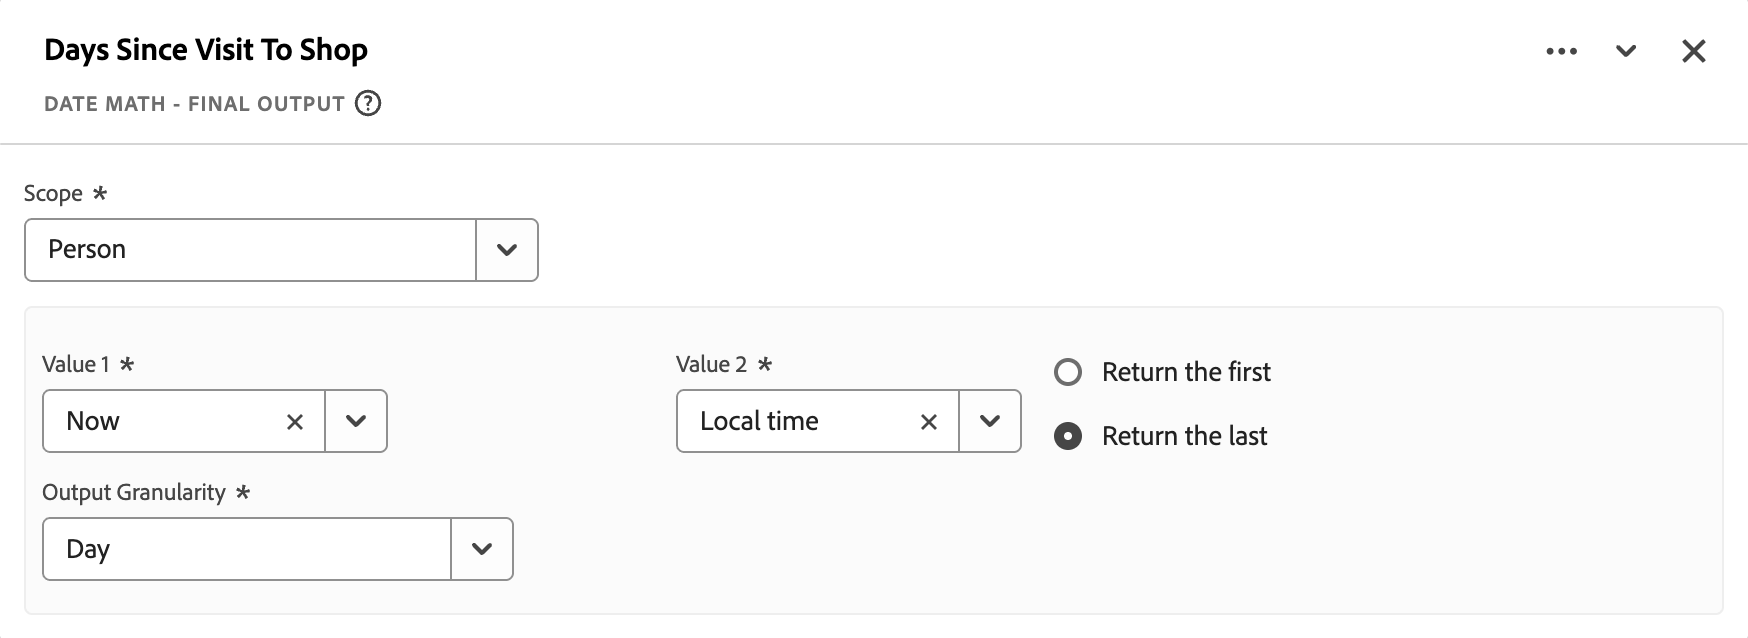 Days Since Visit To Shop
DATE MATH - FINAL OUTPUT ?
Scope *
Person
Value 1 *
Now
Value 2 *
Local time
Return the first
Return the last
Output Granularity *
Day